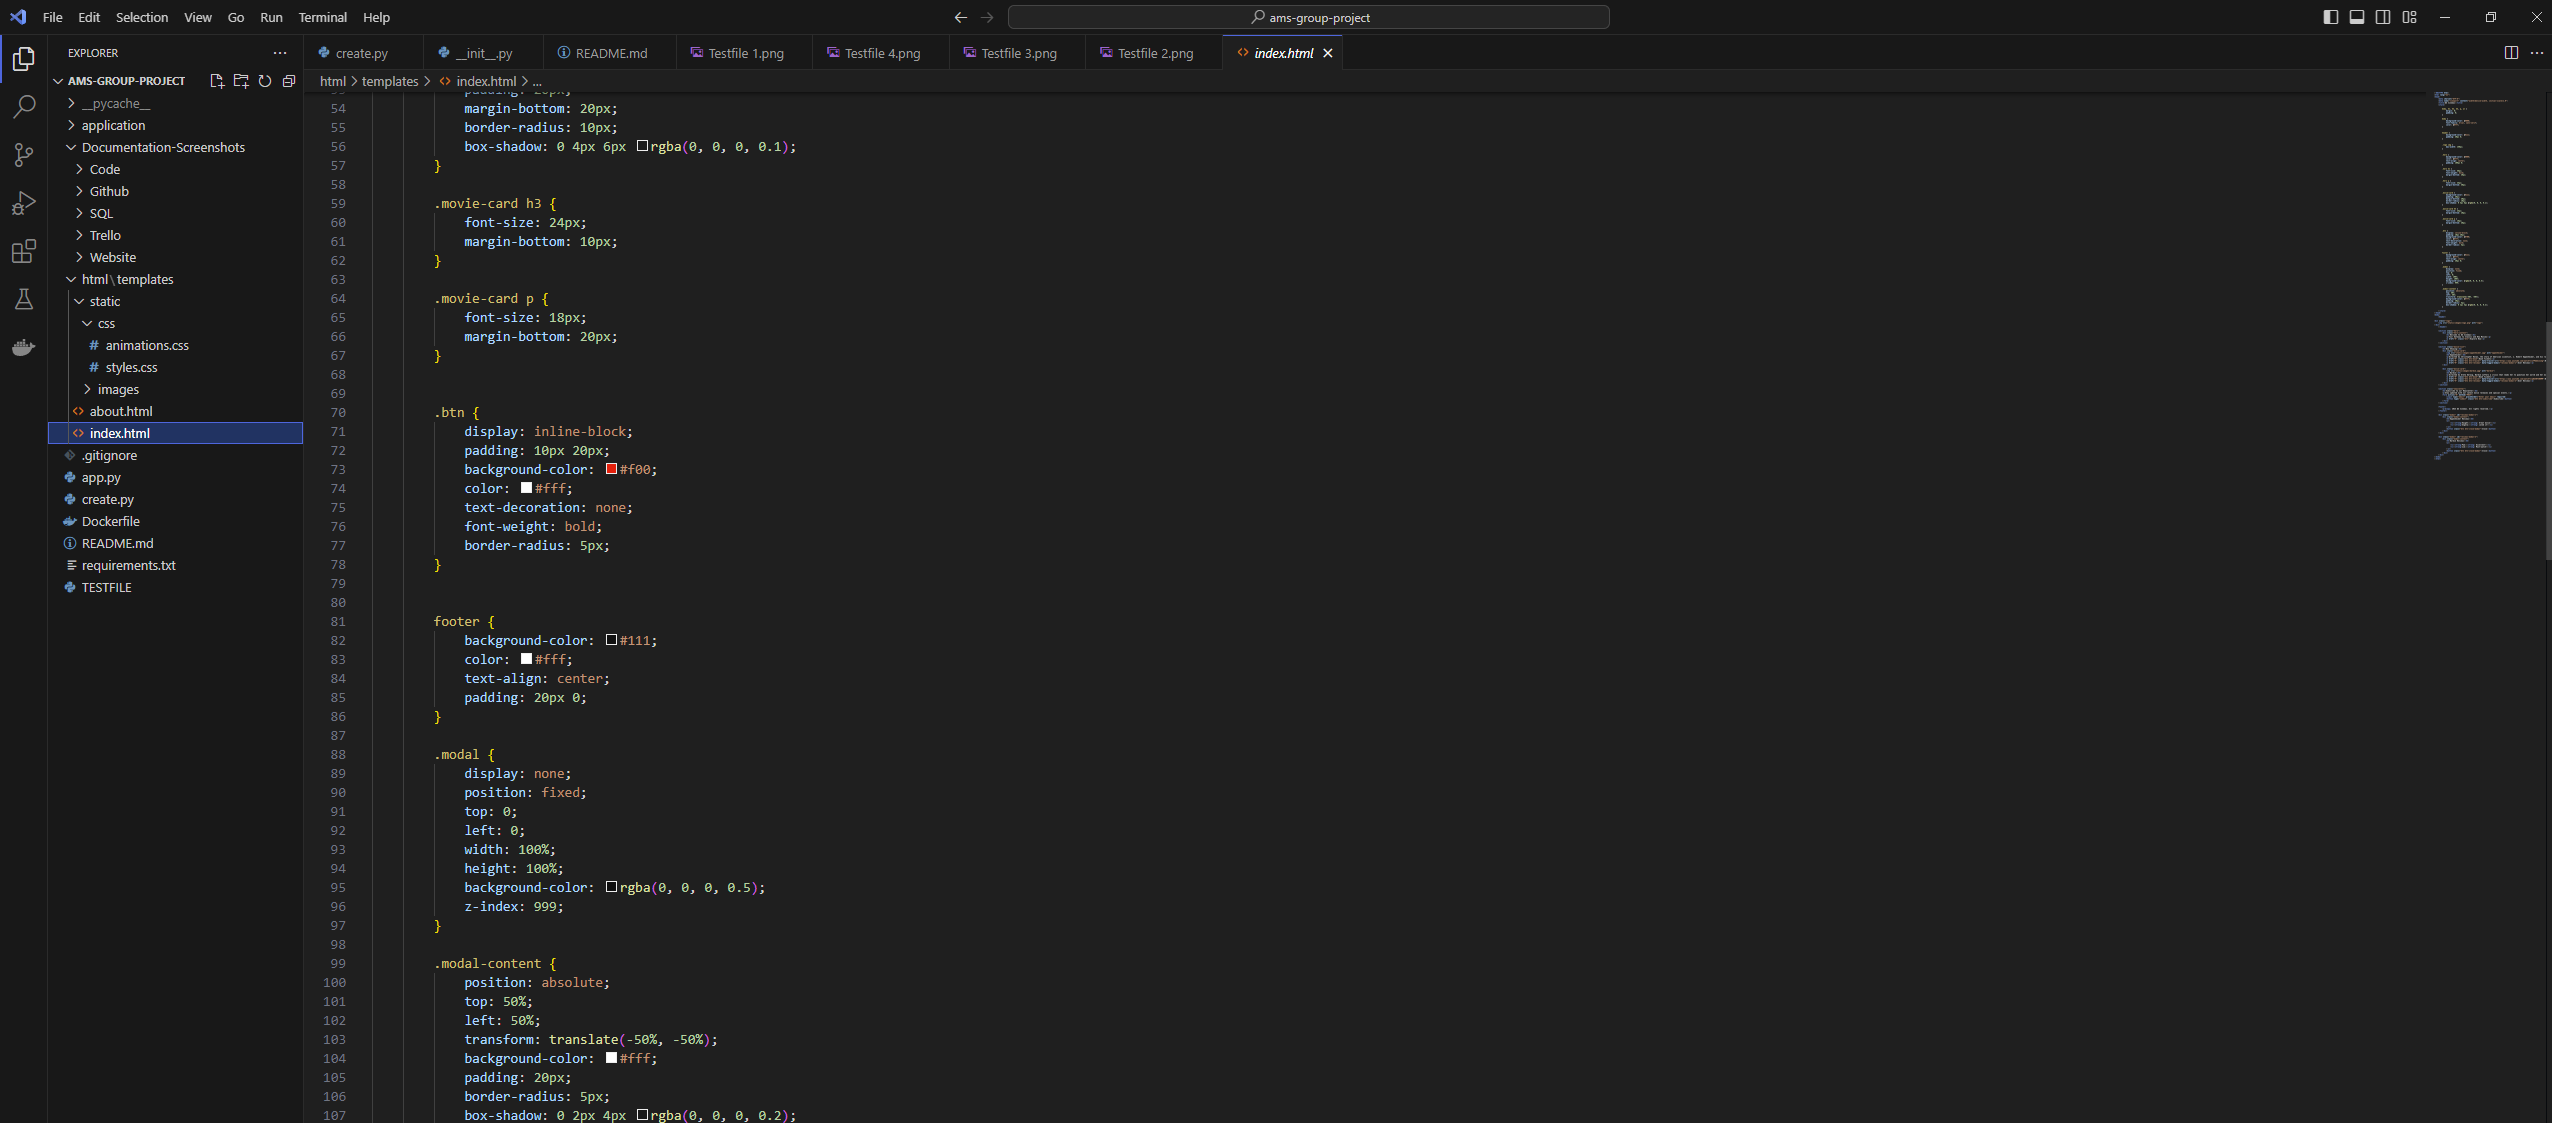 File Edit Selection View Go Run Terminal Help
ams-group-project
EXPLORER
AMS-GROUP-PROJECT
__pycache__
application
Documentation-Screenshots
Code
Github
SQL
Trello
Website
html\templates
static
css
# animations.css
# styles.css
images
<> about.html
<> index.html
.gitignore
app.py
create.py
Dockerfile
README.md
requirements.txt
TESTFILE
create.py __init__.py README.md Testfile 1.png Testfile 4.png Testfile 3.png Testfile 2.png <> index.html
html > templates > <> index.html > ...
54 margin-bottom: 20px;
55 border-radius: 10px;
56 box-shadow: 0 4px 6px rgba(0, 0, 0, 0.1);
57 }
58
59 .movie-card h3 {
60 font-size: 24px;
61 margin-bottom: 10px;
62 }
63
64 .movie-card p {
65 font-size: 18px;
66 margin-bottom: 20px;
67 }
68
69
70 .btn {
71 display: inline-block;
72 padding: 10px 20px;
73 background-color: #f00;
74 color: #fff;
75 text-decoration: none;
76 font-weight: bold;
77 border-radius: 5px;
78 }
79
80
81 footer {
82 background-color: #111;
83 color: #fff;
84 text-align: center;
85 padding: 20px 0;
86 }
87
88 .modal {
89 display: none;
90 position: fixed;
91 top: 0;
92 left: 0;
93 width: 100%;
94 height: 100%;
95 background-color: rgba(0, 0, 0, 0.5);
96 z-index: 999;
97 }
98
99 .modal-content {
100 position: absolute;
101 top: 50%;
102 left: 50%;
103 transform: translate(-50%, -50%);
104 background-color: #fff;
105 padding: 20px;
106 border-radius: 5px;
107 box-shadow: 0 2px 4px rgba(0, 0, 0, 0.2);